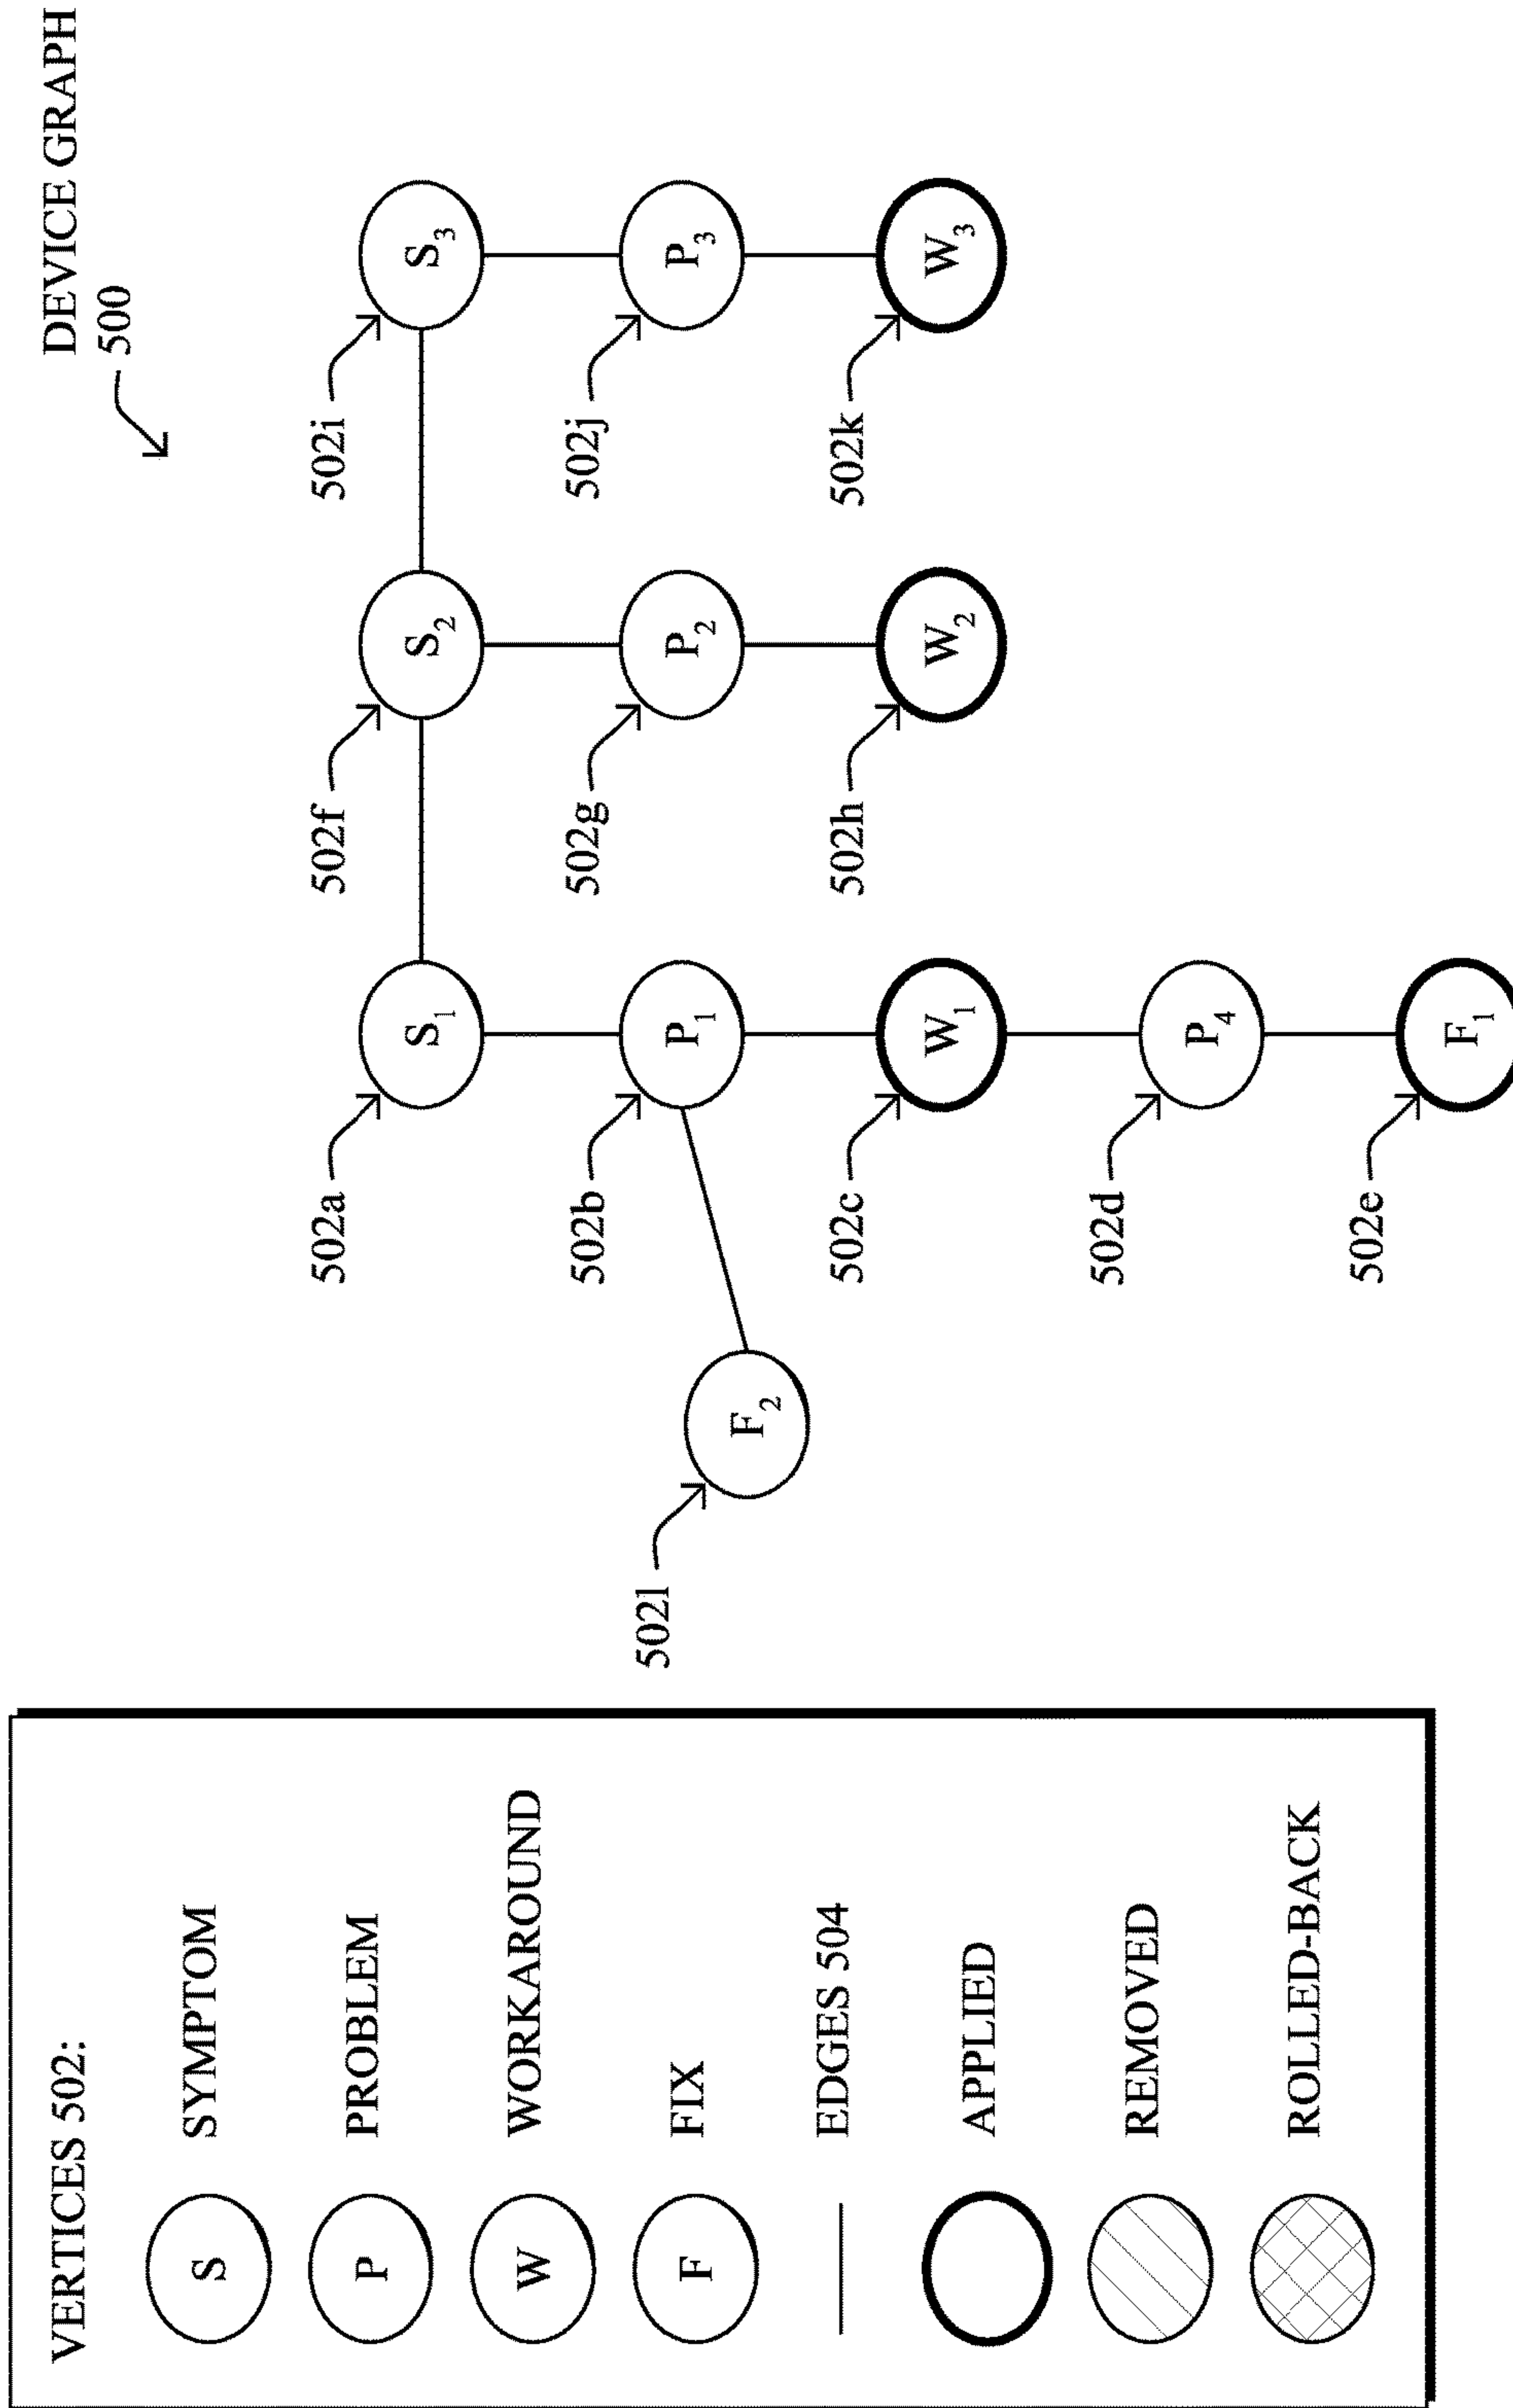 DEVICE GRAPH
500
VERTICES 502:
S SYMPTOM
P PROBLEM
W WORKAROUND
F FIX
EDGES 504
APPLIED
REMOVED
ROLLED-BACK
502a
502f
502i
S1
S2
S3
502l
502b
502g
502j
F2
P1
P2
P3
502c
502h
502k
W1
W2
W3
502d
P4
502e
F1